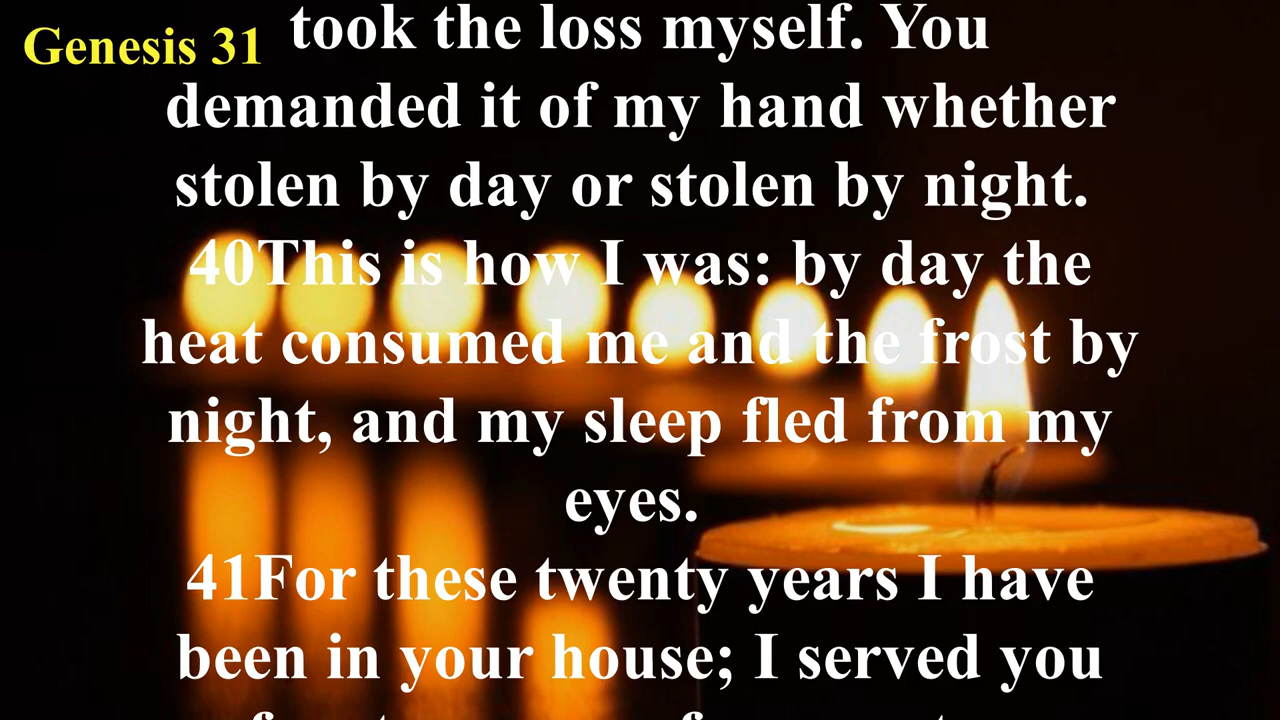 Genesis 31
took the loss myself. You
demanded it of my hand whether
stolen by day or stolen by night.
40This is how I was: by day the
heat consumed me and the frost by
night, and my sleep fled from my
eyes.
41For these twenty years I have
been in your house; I served you